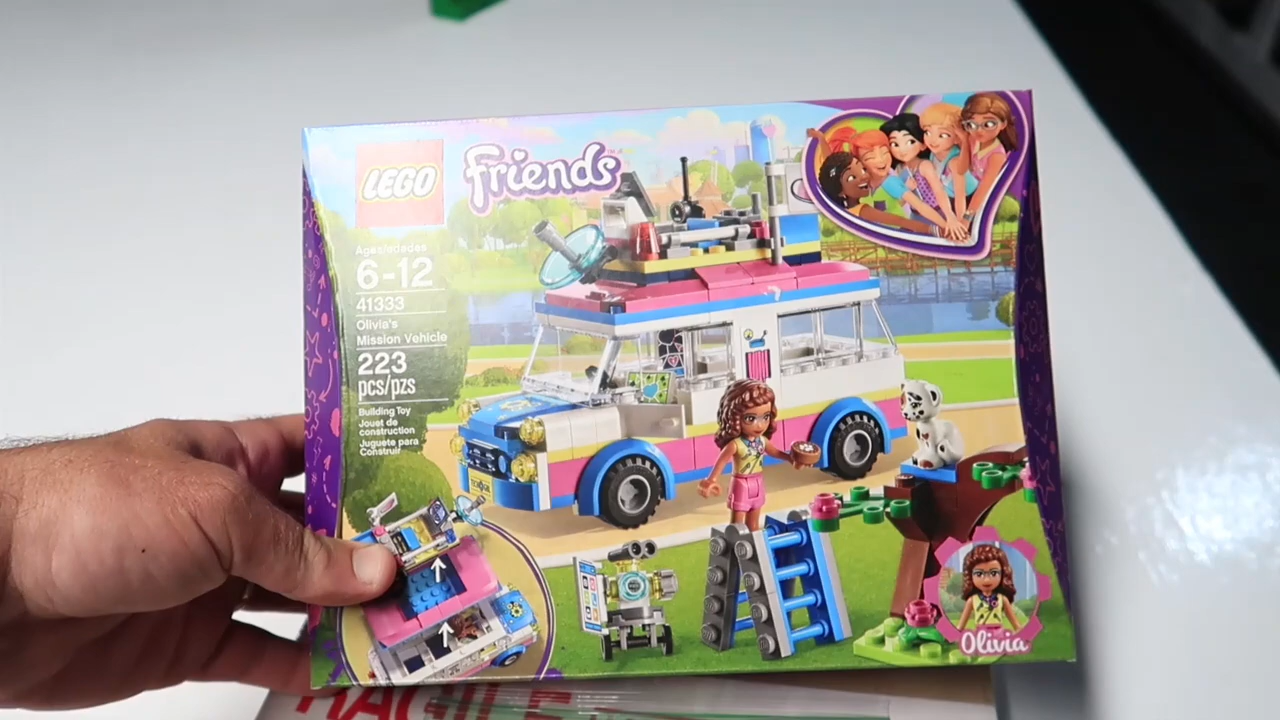 LEGO
friends
Ages/edades
6-12
41333
Olivia's
Mission Vehicle
223
pcs/pzs
Building Toy
Jouet de
construction
Juguete para
Construir
Olivia
FRAGILE